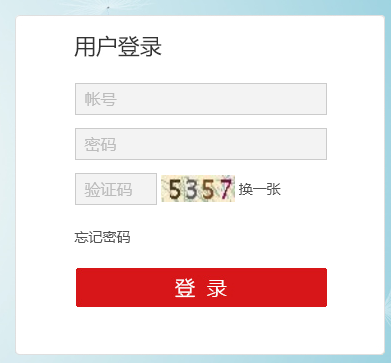 用户登录
帐号
密码
验证码 5357 换一张
忘记密码
登 录